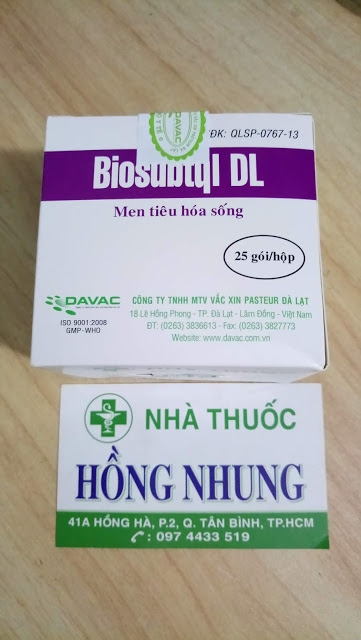 ĐK: QLSP-0767-13
DAVAC
Biosubtyl DL
Men tiêu hóa sống
25 gói/hộp
DAVAC
ISO 9001:2008
GMP-WHO
CÔNG TY TNHH MTV VẮC XIN PASTEUR ĐÀ LẠT
18 Lê Hồng Phong - TP. Đà Lạt - Lâm Đồng - Việt Nam
ĐT: (0263) 3836613 - Fax: (0263) 3827773
Website: www.davac.com.vn
NHÀ THUỐC
HỒNG NHUNG
41A HỒNG HÀ, P.2, Q. TÂN BÌNH, TP.HCM
: 097 4433 519